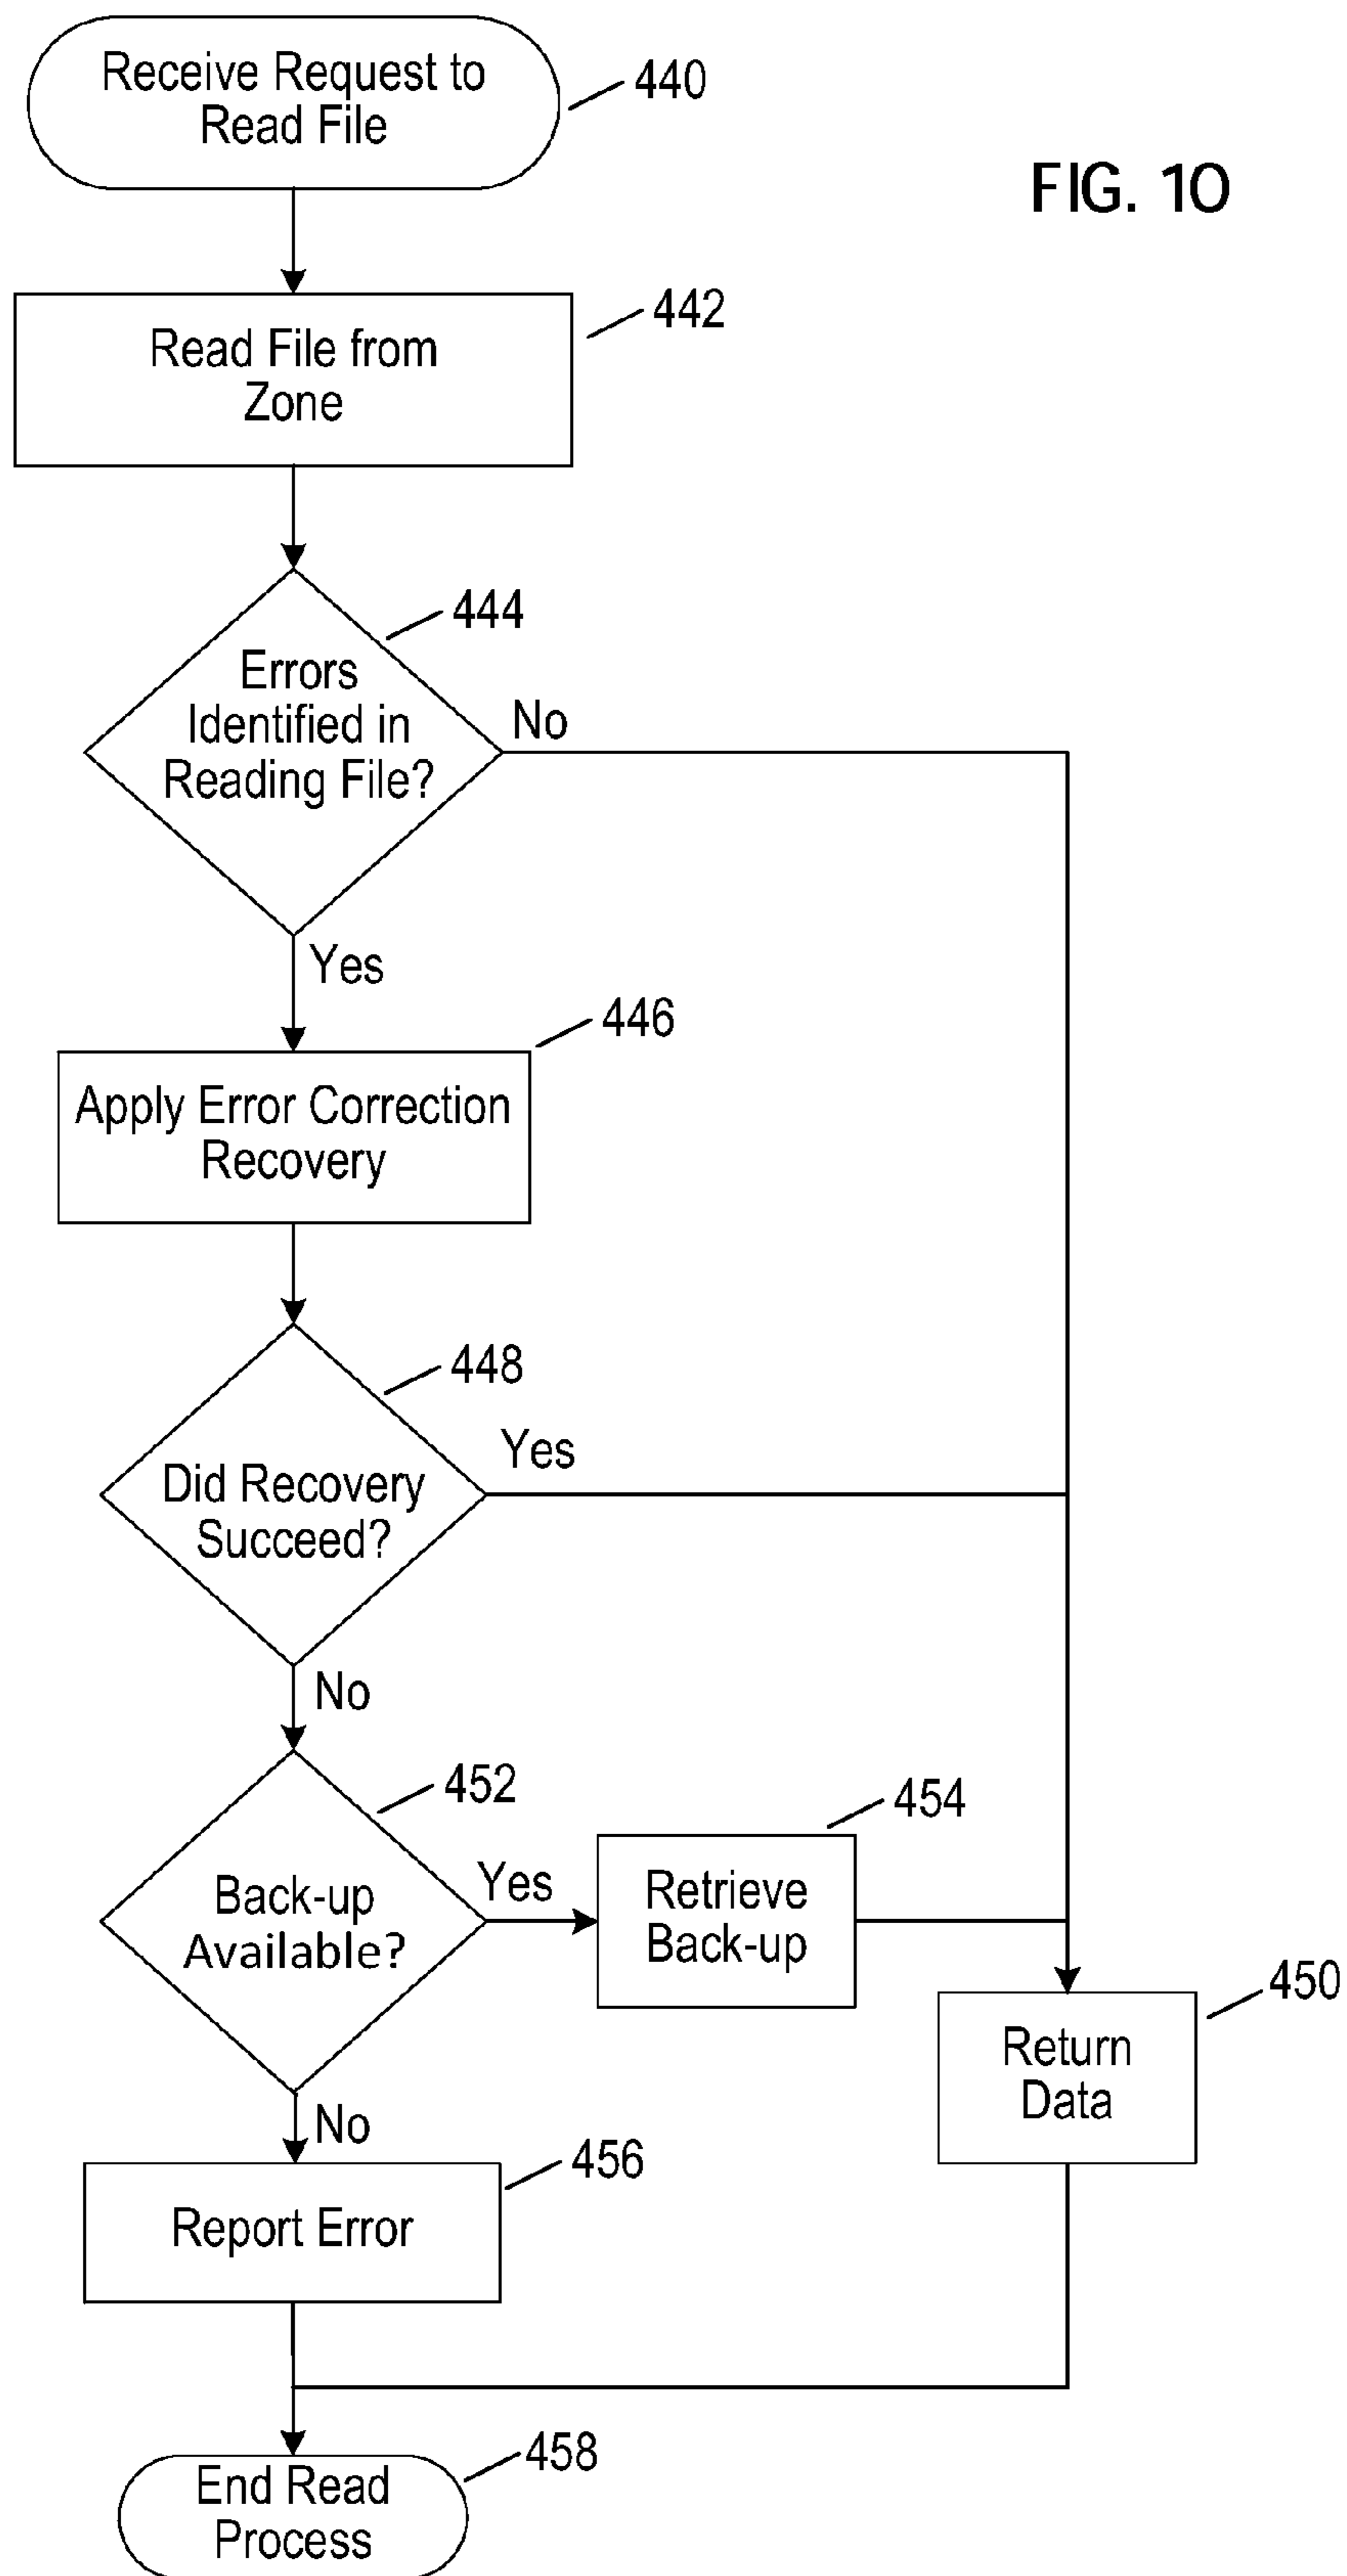 Receive Request to
Read File
440
FIG. 10
442
Read File from
Zone
444
Errors
Identified in
Reading File?
No
Yes
446
Apply Error Correction
Recovery
448
Yes
Did Recovery
Succeed?
No
452
454
Back-up
Available?
Yes
Retrieve
Back-up
450
Return
Data
No
456
Report Error
458
End Read
Process